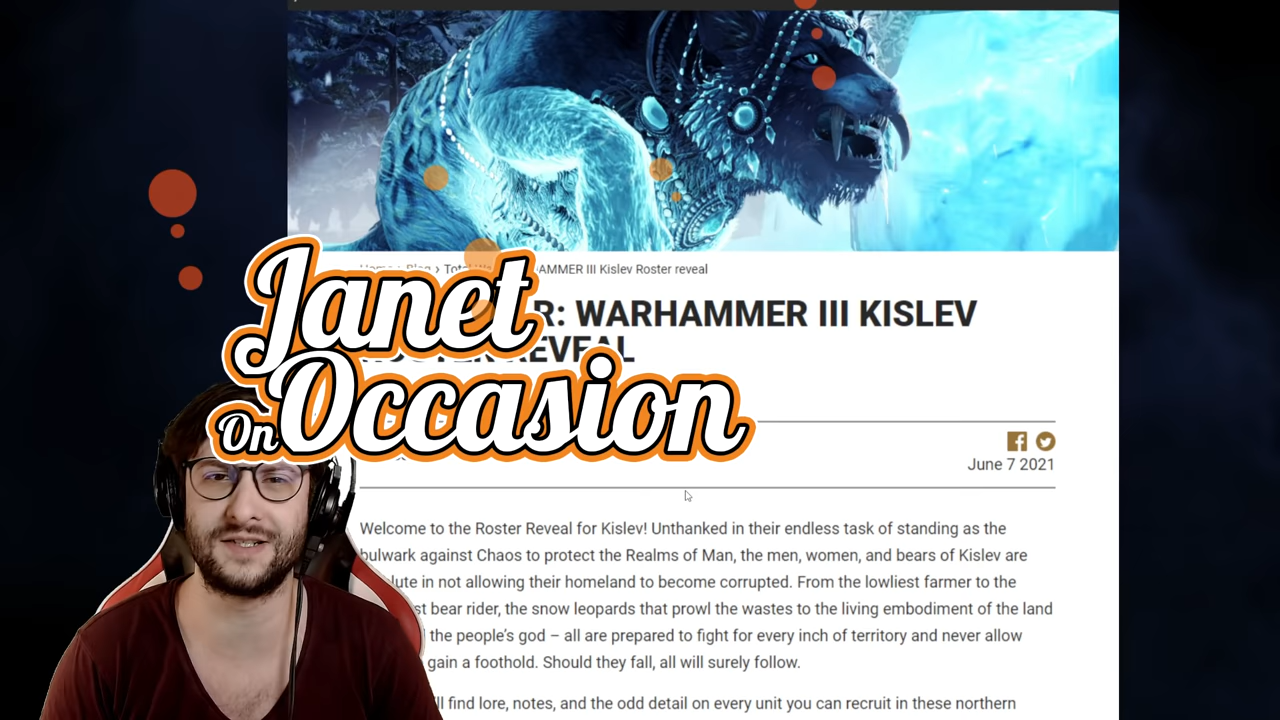 AMMER III Kislev Roster reveal
R: WARHAMMER III KISLEV
REVEAL
Janet
On Occasion
June 7 2021
Welcome to the Roster Reveal for Kislev! Unthanked in their endless task of standing as the
bulwark against Chaos to protect the Realms of Man, the men, women, and bears of Kislev are
lute in not allowing their homeland to become corrupted. From the lowliest farmer to the
st bear rider, the snow leopards that prowl the wastes to the living embodiment of the land
the people's god – all are prepared to fight for every inch of territory and never allow
gain a foothold. Should they fall, all will surely follow.
ll find lore, notes, and the odd detail on every unit you can recruit in these northern